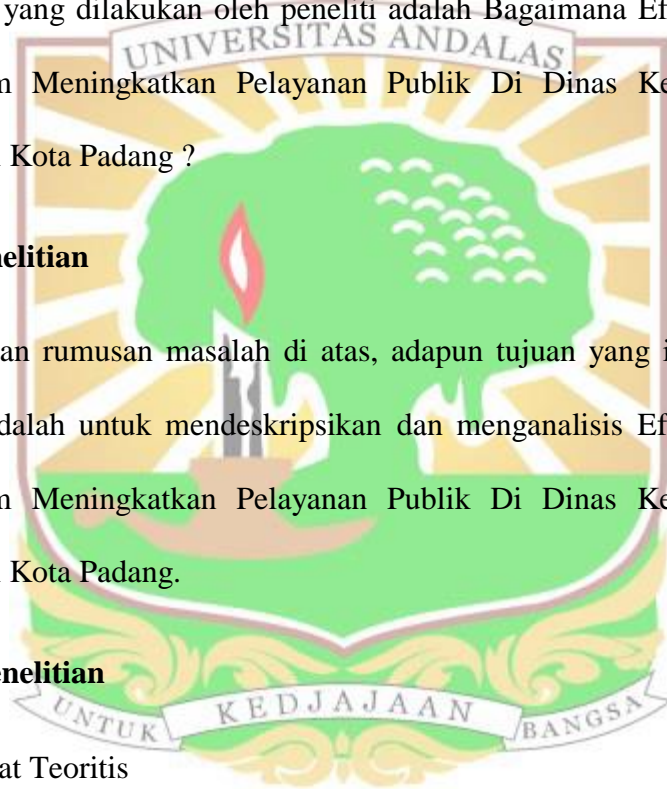 yang dilakukan oleh peneliti adalah Bagaimana Ef
UNIVERSITAS ANDALAS
m Meningkatkan Pelayanan Publik Di Dinas Ke
Kota Padang ?
nelitian
an rumusan masalah di atas, adapun tujuan yang i
dalah untuk mendeskripsikan dan menganalisis Ef
m Meningkatkan Pelayanan Publik Di Dinas Ke
Kota Padang.
enelitian
UNTUK KEDJAJAAN BANGSA
at Teoritis